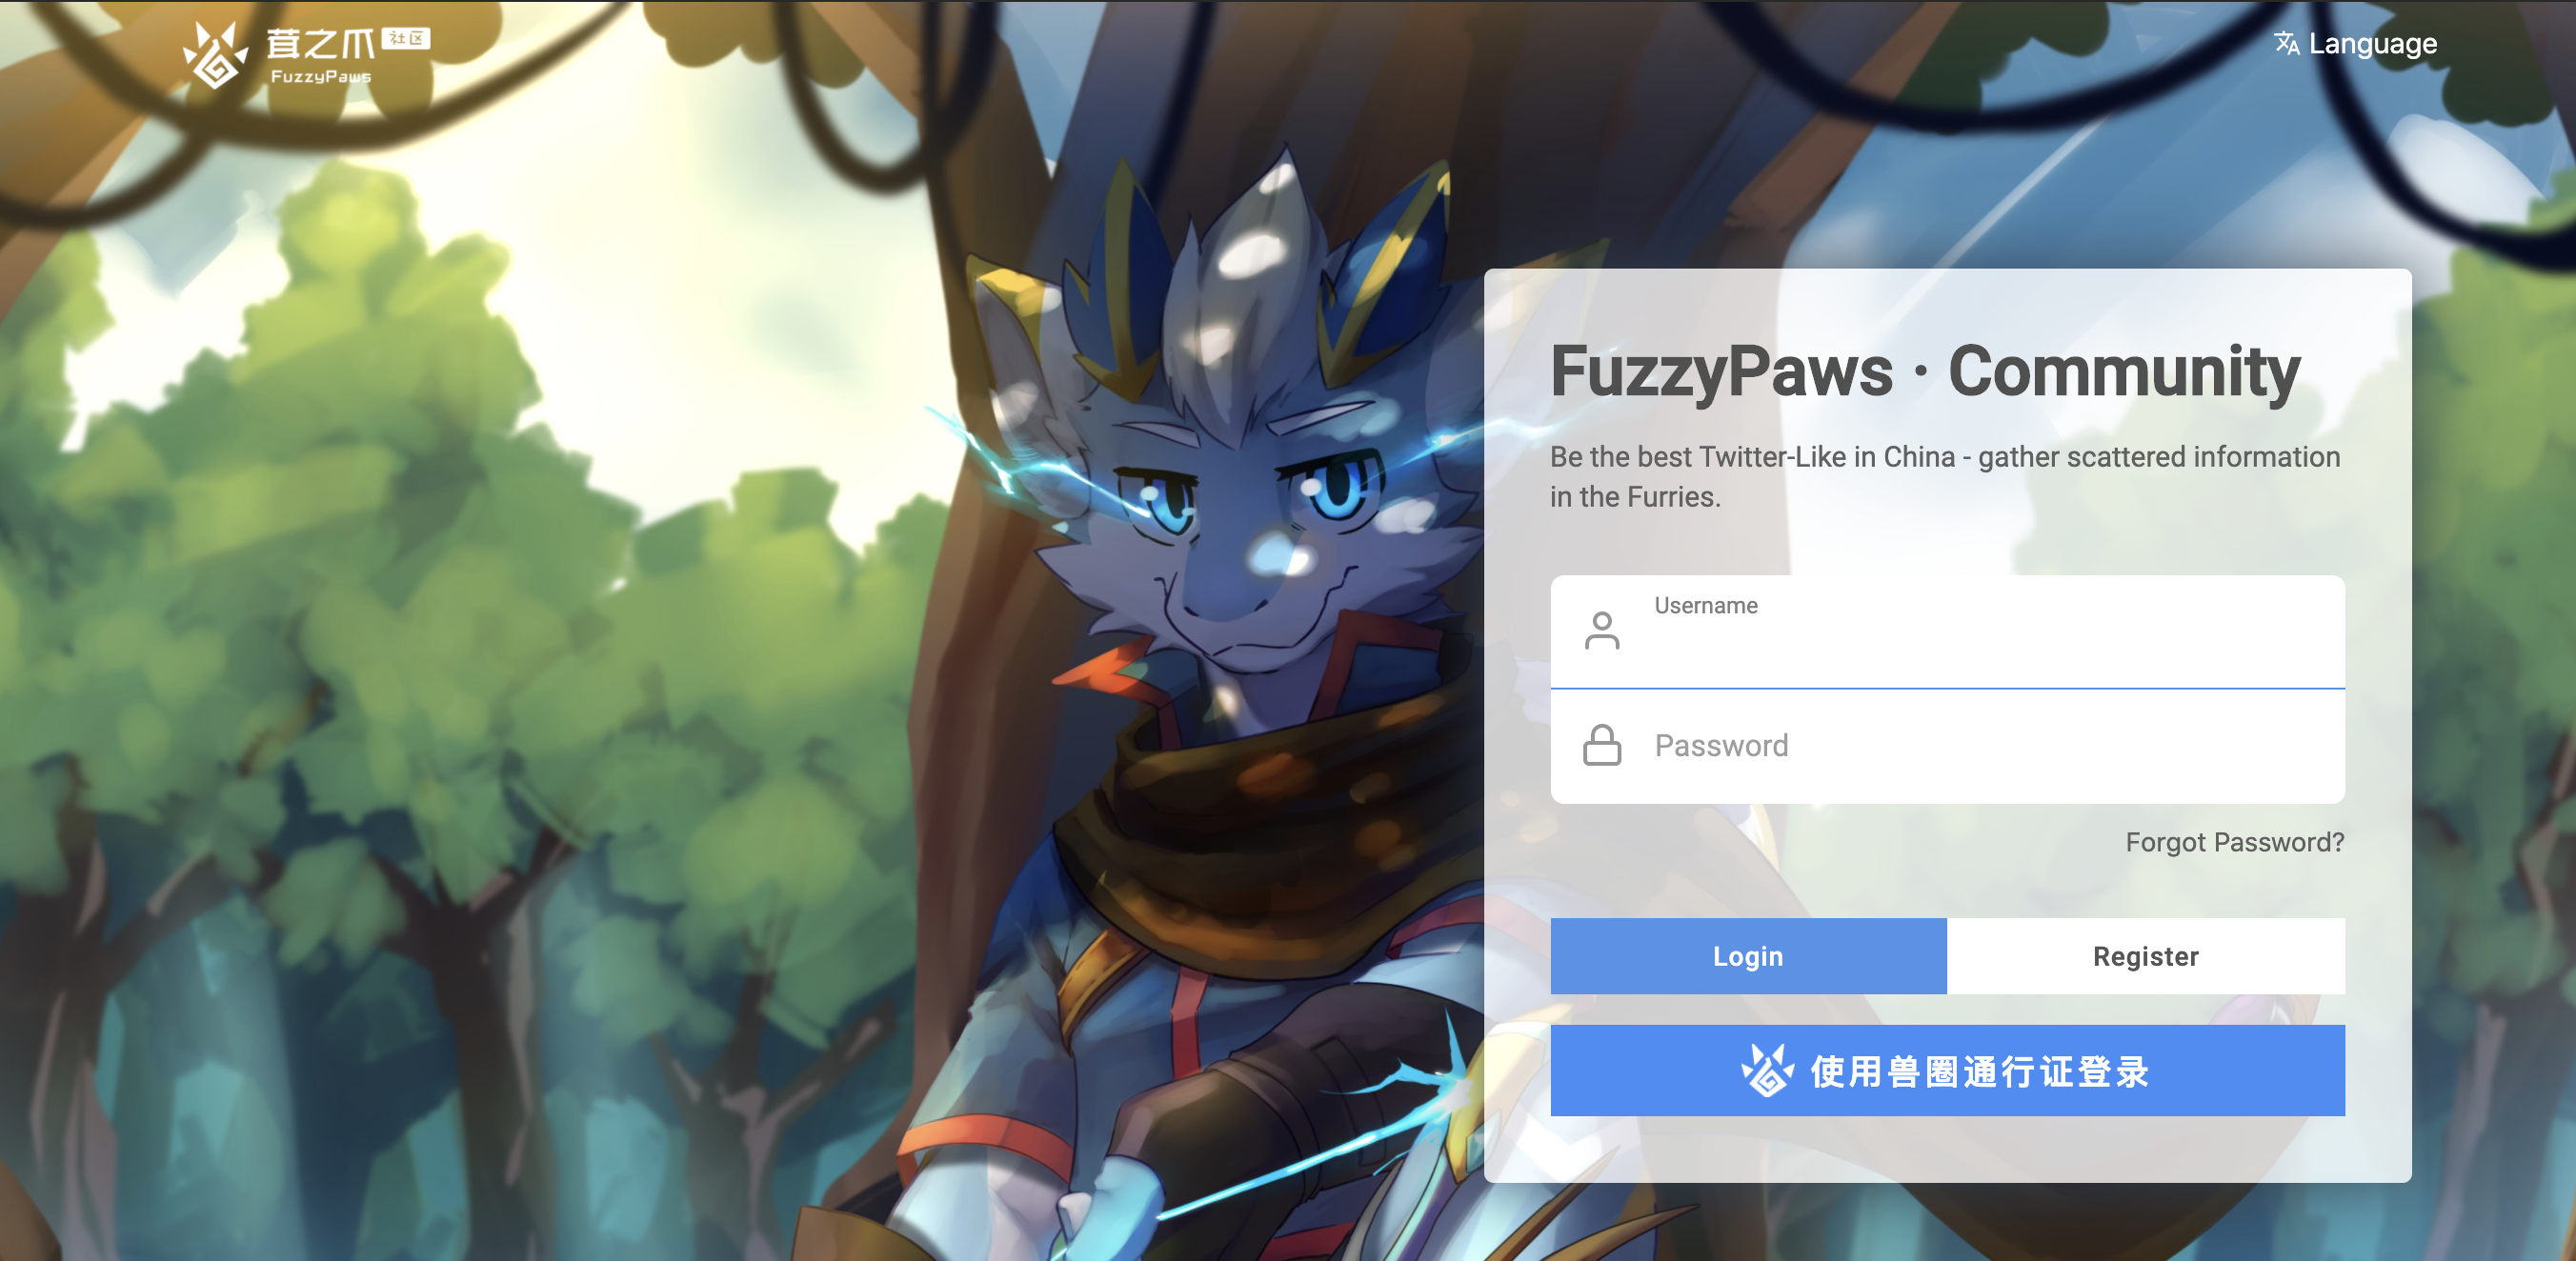 茸之爪 社区
FuzzyPaws
Language
FuzzyPaws · Community
Be the best Twitter-Like in China - gather scattered information
in the Furries.
Username
Password
Forgot Password?
Login
Register
使用兽圈通行证登录